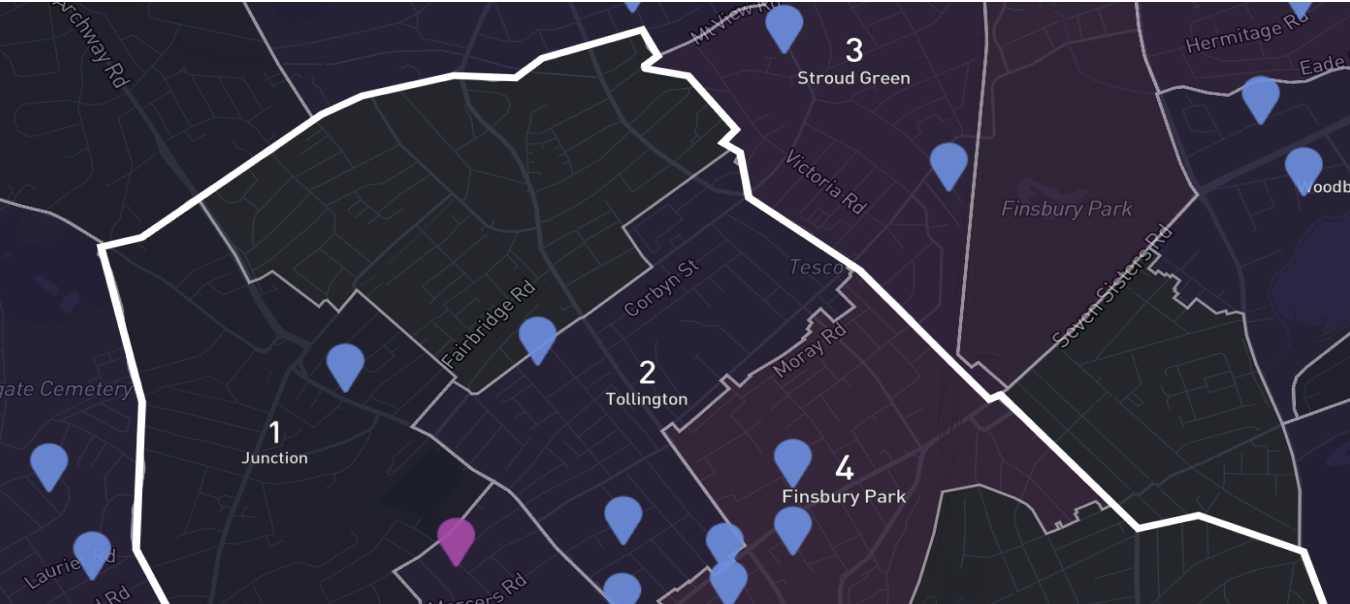 Archway Rd
Mt View Rd
3
Stroud Green
Hermitage Rd
Eade
Victoria Rd
Woodb
Finsbury Park
Seven Sisters Rd
Tesco
Corbyn St
Fairbridge Rd
Moray Rd
gate Cemetery
2
Tollington
1
Junction
4
Finsbury Park
Laurier Rd
Rd
Mercers Rd